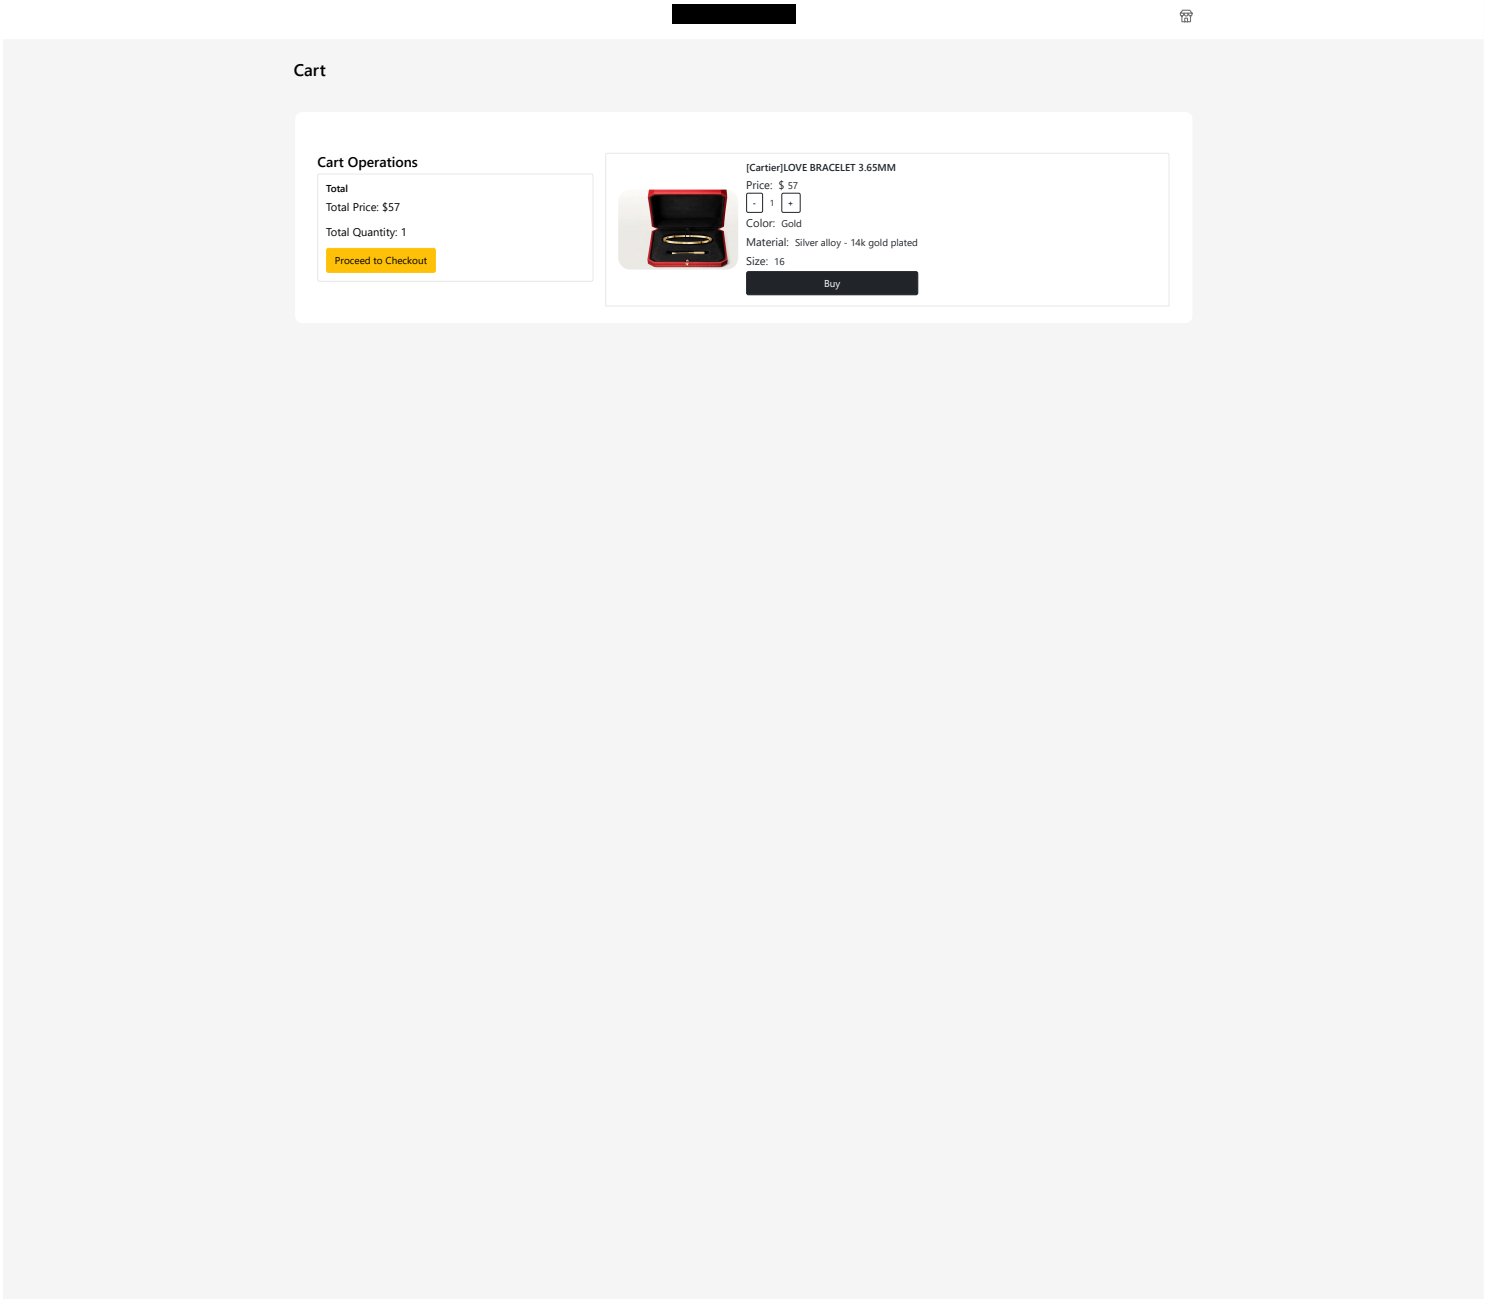 Cart
Cart Operations
Total
Total Price: $57
Total Quantity: 1
Proceed to Checkout
[Cartier]LOVE BRACELET 3.65MM
Price: $ 57
- 1 +
Color: Gold
Material: Silver alloy - 14k gold plated
Size: 16
Buy